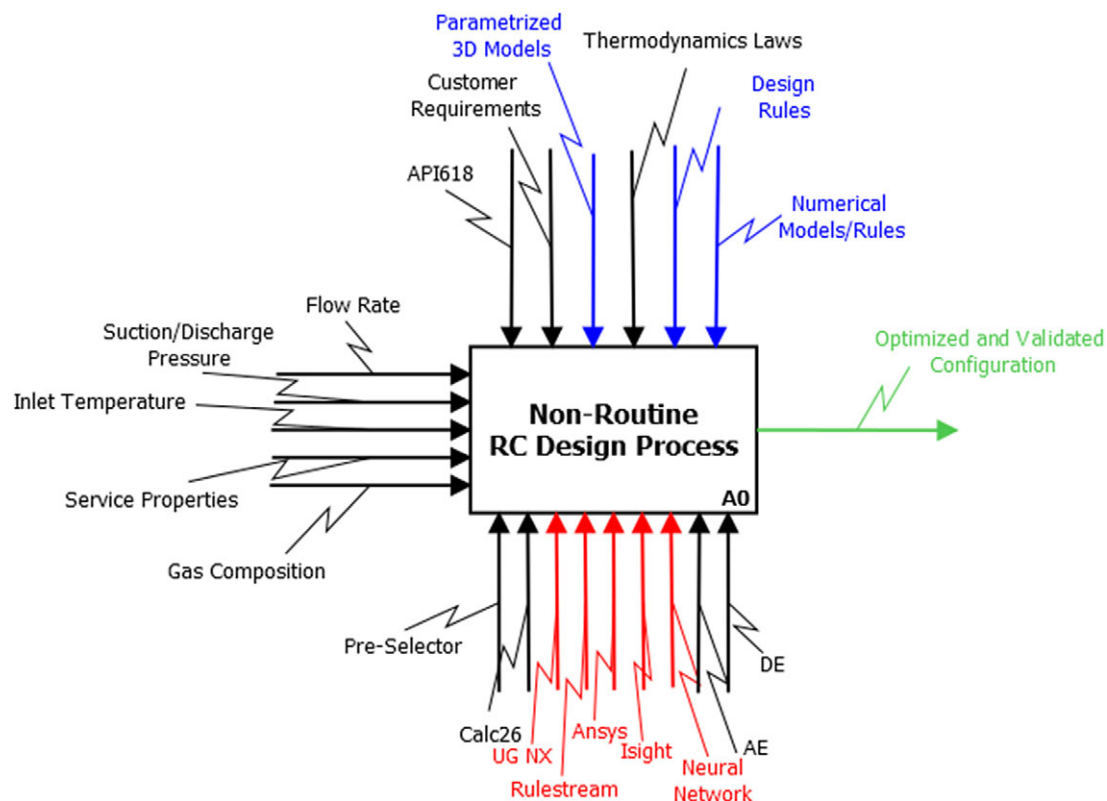 Parametrized
3D Models
Thermodynamics Laws
Customer
Requirements
Design
Rules
API618
Numerical
Models/Rules
Flow Rate
Suction/Discharge
Pressure
Inlet Temperature
Service Properties
Gas Composition
Non-Routine
RC Design Process
A0
Optimized and Validated
Configuration
Pre-Selector
Calc26
UG NX
Rulestream
Ansys
Isight
Neural
Network
AE
DE